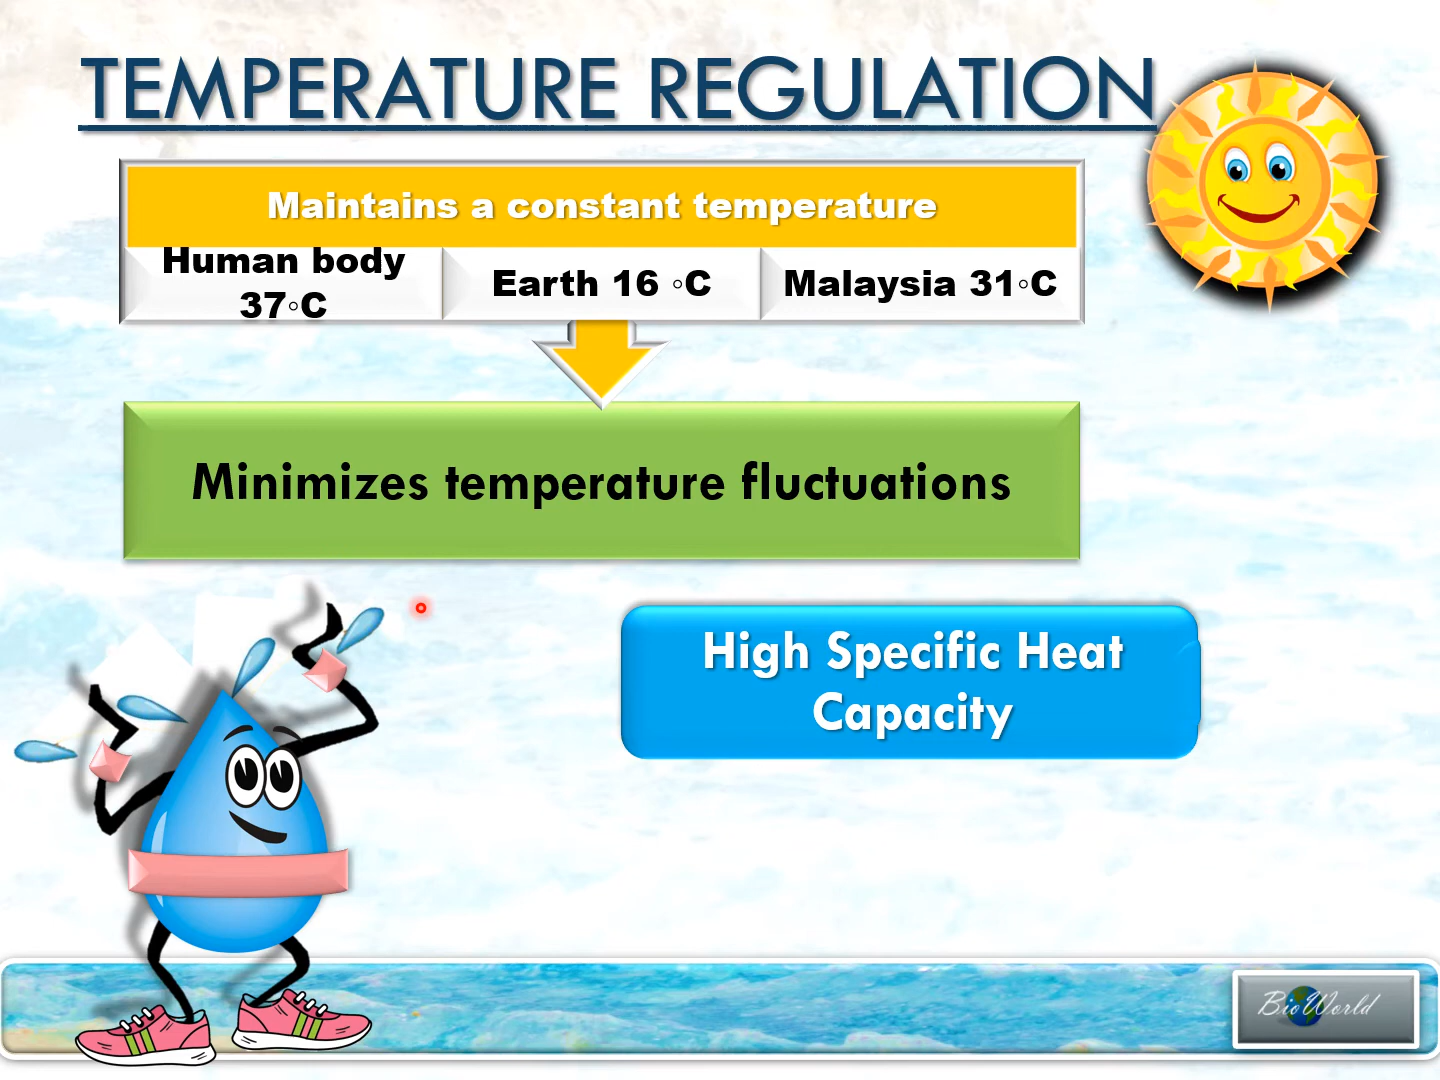 TEMPERATURE REGULATION
Maintains a constant temperature
Human body
37◦C
Earth 16 ◦C
Malaysia 31◦C
Minimizes temperature fluctuations
High Specific Heat
Capacity
BioWorld